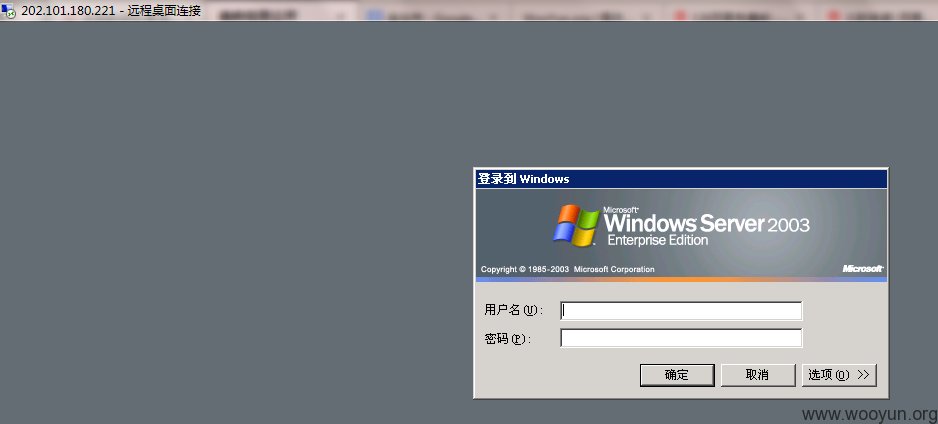 202.101.180.221 - 远程桌面连接
登录到 Windows
Microsoft®
Windows Server 2003
Enterprise Edition
Copyright © 1985-2003 Microsoft Corporation
Microsoft®
用户名(U):
密码(P):
确定
取消
选项(O) >>
www.wooyun.org